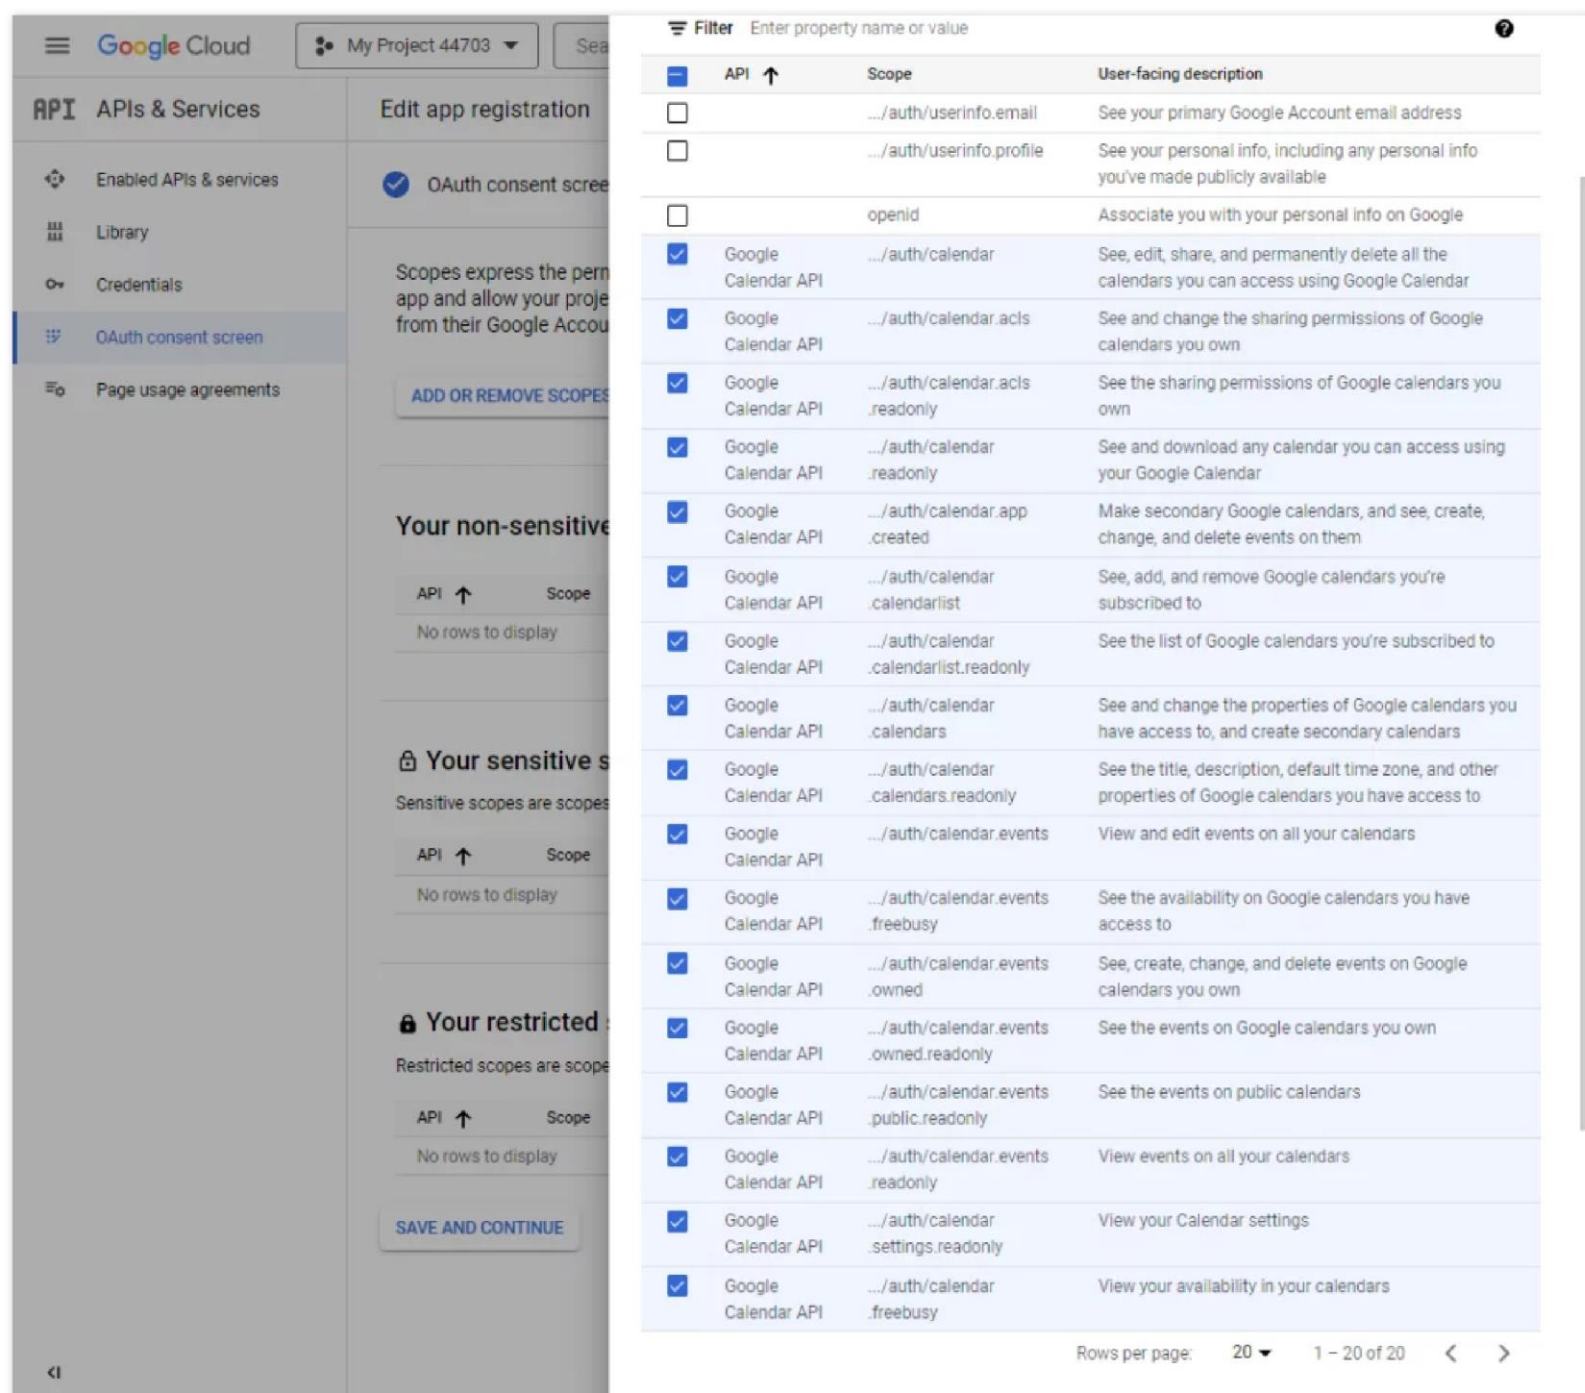 Google Cloud
My Project 44703
Sea
API APIs & Services
Edit app registration
Enabled APIs & services
Library
Credentials
OAuth consent screen
Page usage agreements
OAuth consent scree
Scopes express the perm
app and allow your proje
from their Google Accou
ADD OR REMOVE SCOPES
Your non-sensitive
API Scope
No rows to display
Your sensitive s
Sensitive scopes are scopes
API Scope
No rows to display
Your restricted
Restricted scopes are scope
API Scope
No rows to display
SAVE AND CONTINUE
Filter Enter property name or value
API Scope User-facing description
.../auth/userinfo.email See your primary Google Account email address
.../auth/userinfo.profile See your personal info, including any personal info
you've made publicly available
openid Associate you with your personal info on Google
Google .../auth/calendar See, edit, share, and permanently delete all the
Calendar API calendars you can access using Google Calendar
Google .../auth/calendar.acls See and change the sharing permissions of Google
Calendar API calendars you own
Google .../auth/calendar.acls See the sharing permissions of Google calendars you
Calendar API .readonly own
Google .../auth/calendar See and download any calendar you can access using
Calendar API .readonly your Google Calendar
Google .../auth/calendar.app Make secondary Google calendars, and see, create,
Calendar API .created change, and delete events on them
Google .../auth/calendar See, add, and remove Google calendars you're
Calendar API .calendarlist subscribed to
Google .../auth/calendar See the list of Google calendars you're subscribed to
Calendar API .calendarlist.readonly
Google .../auth/calendar See and change the properties of Google calendars you
Calendar API .calendars have access to, and create secondary calendars
Google .../auth/calendar See the title, description, default time zone, and other
Calendar API .calendars.readonly properties of Google calendars you have access to
Google .../auth/calendar.events View and edit events on all your calendars
Calendar API
Google .../auth/calendar.events See the availability on Google calendars you have
Calendar API .freebusy access to
Google .../auth/calendar.events See, create, change, and delete events on Google
Calendar API .owned calendars you own
Google .../auth/calendar.events See the events on Google calendars you own
Calendar API .owned.readonly
Google .../auth/calendar.events See the events on public calendars
Calendar API .public.readonly
Google .../auth/calendar.events View events on all your calendars
Calendar API .readonly
Google .../auth/calendar View your Calendar settings
Calendar API .settings.readonly
Google .../auth/calendar View your availability in your calendars
Calendar API .freebusy
Rows per page: 20 1 – 20 of 20